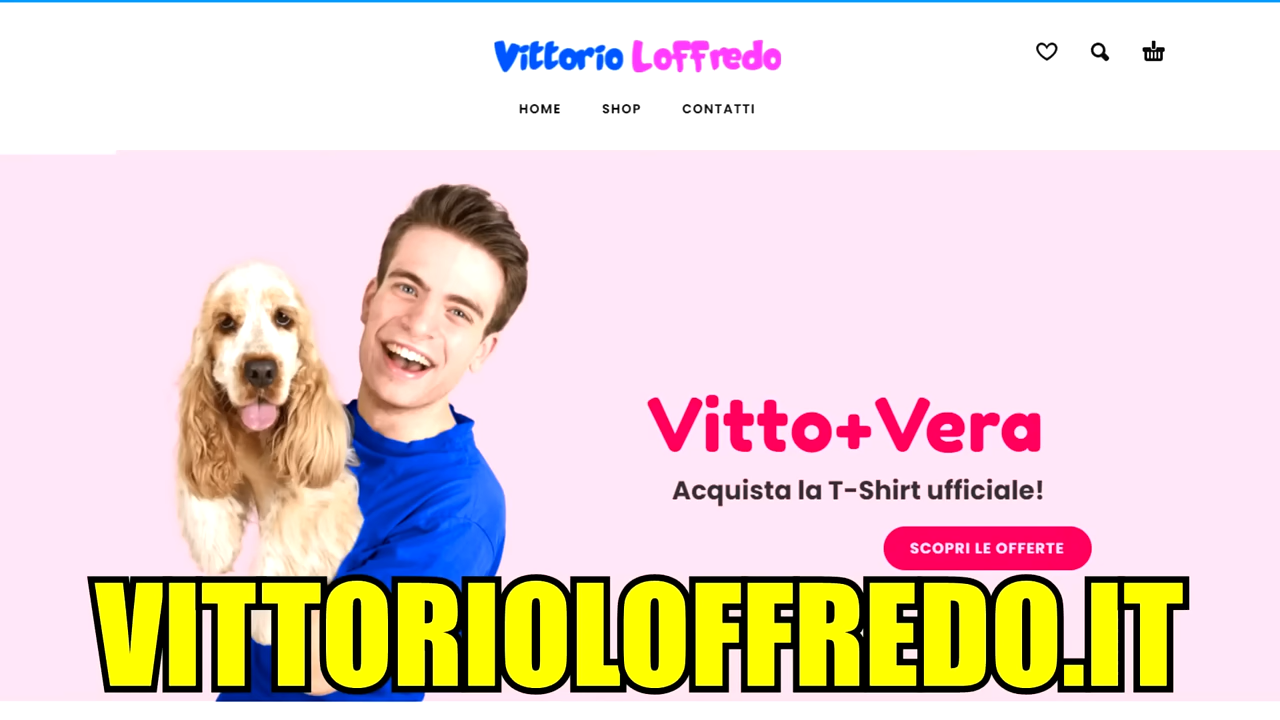 Vittorio Loffredo
HOME SHOP CONTATTI
Vitto+Vera
Acquista la T-Shirt ufficiale!
SCOPRI LE OFFERTE
VITTORIOLOFFREDO.IT